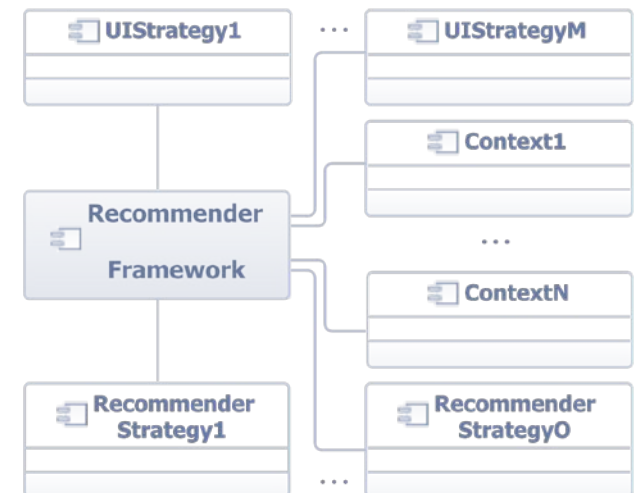 UIStrategy1
...
UIStrategyM
Context1
Recommender
Framework
...
ContextN
Recommender
Strategy1
...
Recommender
StrategyO